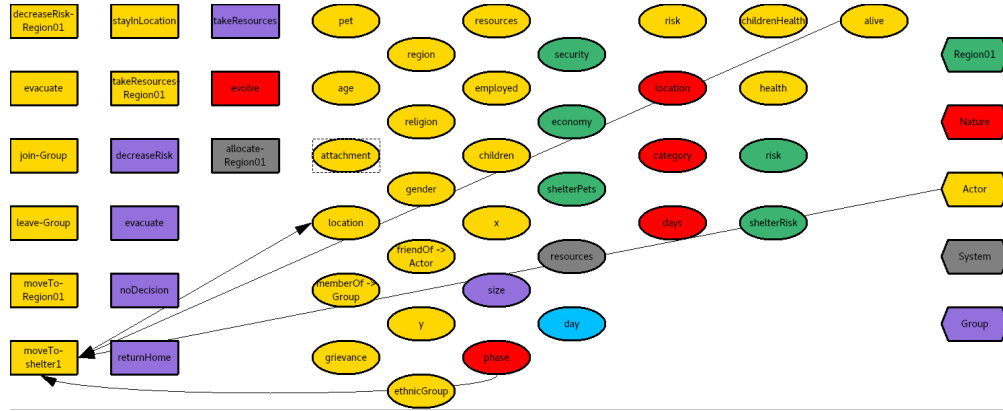 decreaseRisk-
Region01
stayInLocation
takeResources
pet
resources
risk
childrenHealth
alive
region
security
Region01
evacuate
takeResources-
Region01
evolve
age
employed
location
health
religion
economy
Nature
join-Group
decreaseRisk
allocate-
Region01
attachment
children
category
risk
gender
shelterPets
Actor
leave-Group
evacuate
location
x
days
shelterRisk
friendOf ->
Actor
resources
System
moveTo-
Region01
noDecision
memberOf ->
Group
size
y
day
Group
moveTo-
shelter1
returnHome
grievance
phase
ethnicGroup